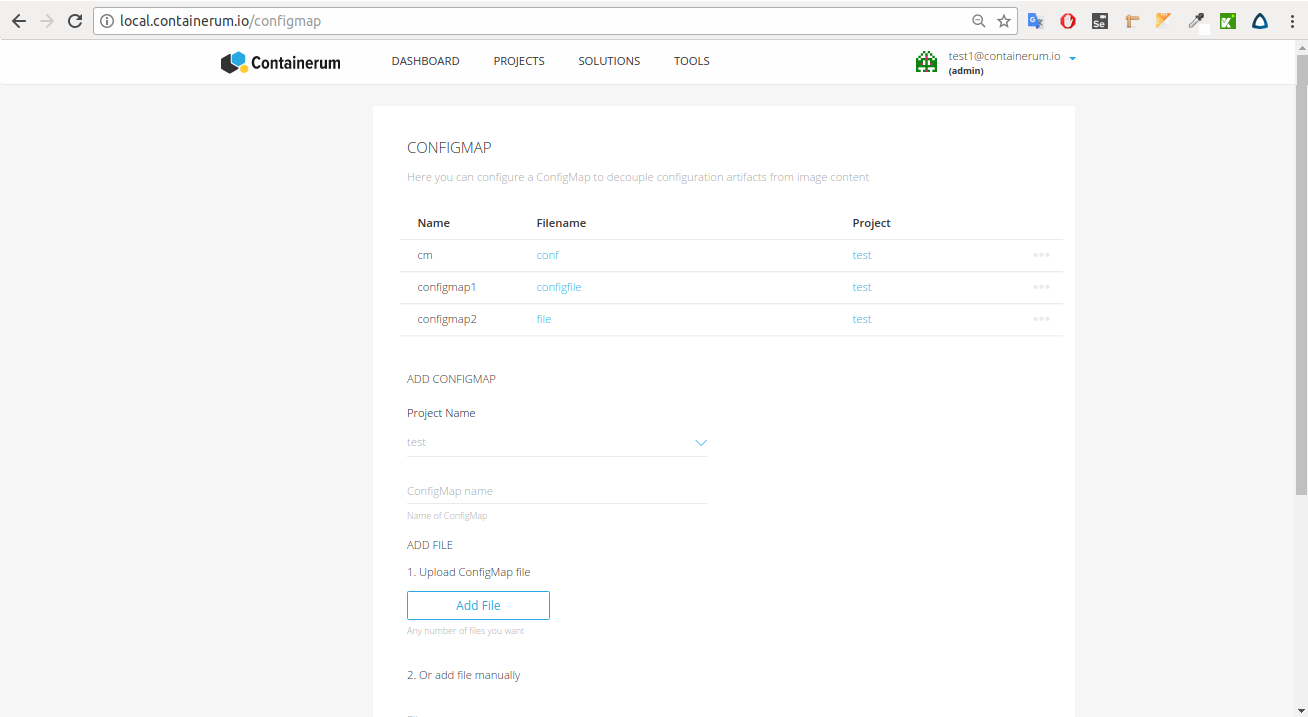 local.containerum.io/configmap
Containerum DASHBOARD PROJECTS SOLUTIONS TOOLS test1@containerum.io
(admin)
CONFIGMAP
Here you can configure a ConfigMap to decouple configuration artifacts from image content
Name Filename Project
cm conf test
configmap1 configfile test
configmap2 file test
ADD CONFIGMAP
Project Name
test
ConfigMap name
Name of ConfigMap
ADD FILE
1. Upload ConfigMap file
Add File
Any number of files you want
2. Or add file manually